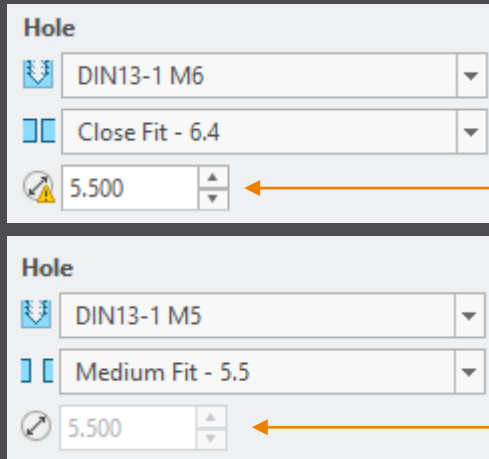 Hole
DIN13-1 M6
Close Fit - 6.4
5.500
Hole
DIN13-1 M5
Medium Fit - 5.5
5.500